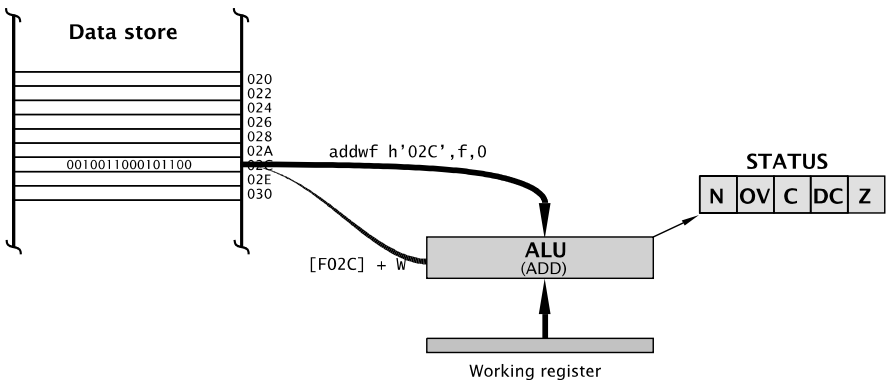 Data store
020
022
024
026
028
02A
0010011000101100 02C
02E
030
addwf h'02C',f,0
STATUS
N OV C DC Z
ALU
(ADD)
[F02C] + W
Working register